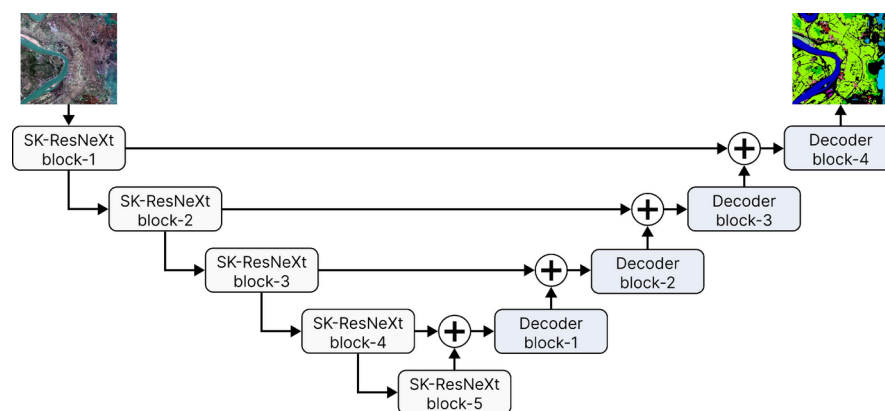 SK-ResNeXt
block-1
Decoder
block-4
SK-ResNeXt
block-2
Decoder
block-3
SK-ResNeXt
block-3
Decoder
block-2
SK-ResNeXt
block-4
Decoder
block-1
SK-ResNeXt
block-5